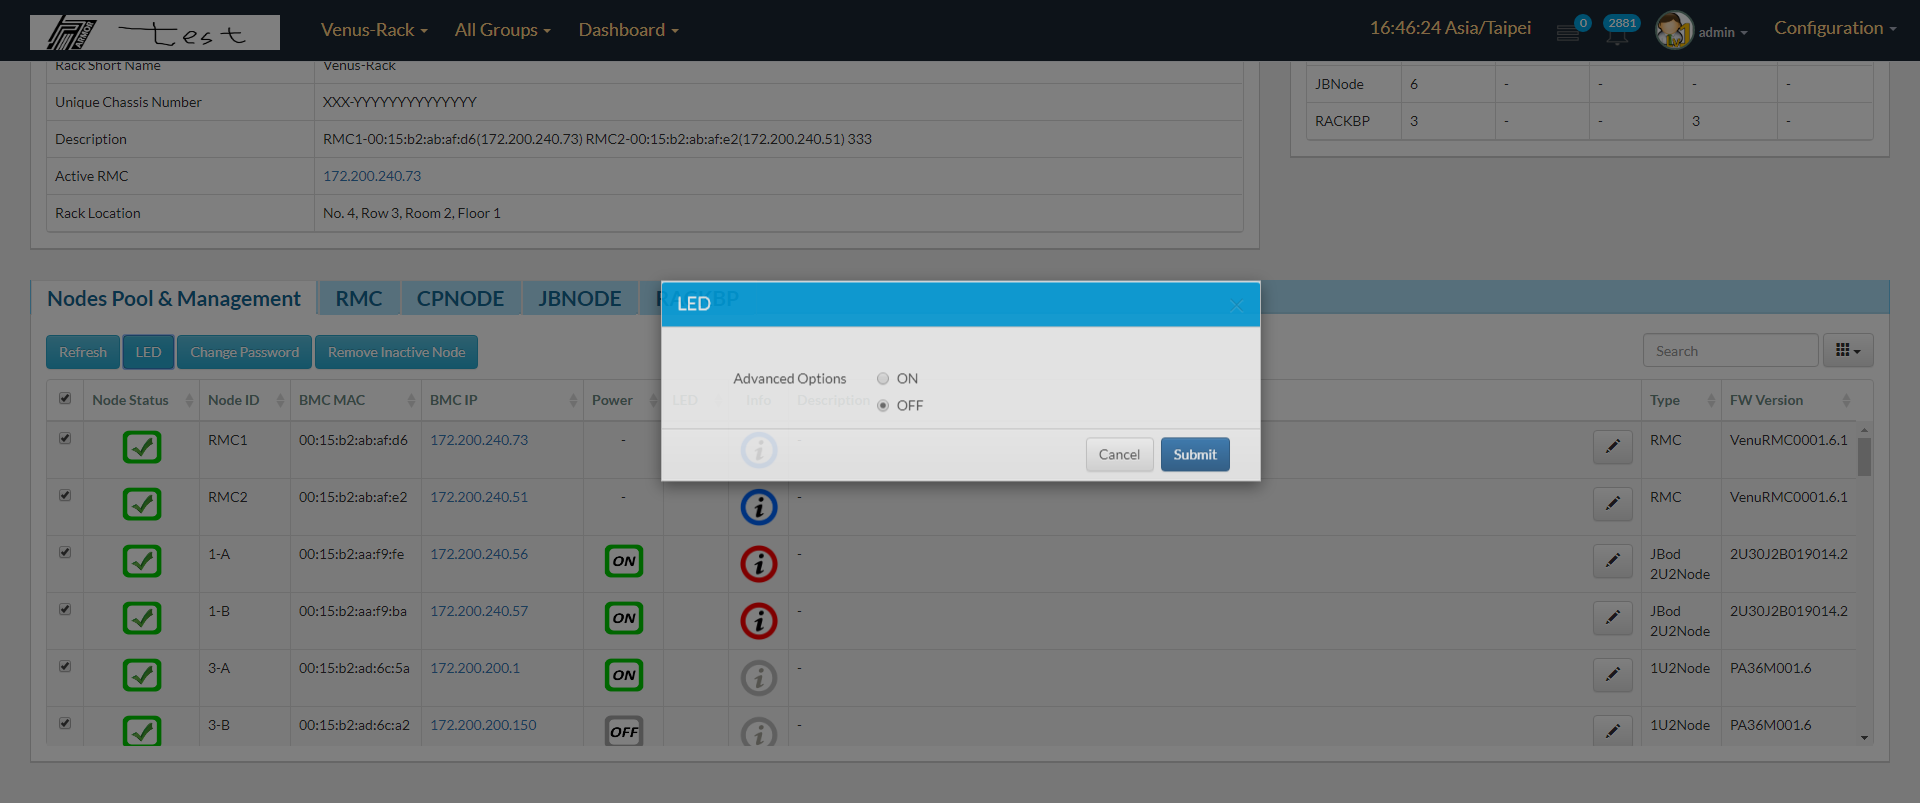 ARMOR test Venus-Rack All Groups Dashboard 16:46:24 Asia/Taipei 0 2881 admin Configuration
Rack Short Name Venus-Rack
Unique Chassis Number XXX-YYYYYYYYYYYYYY
Description RMC1-00:15:b2:ab:af:d6(172.200.240.73) RMC2-00:15:b2:ab:af:e2(172.200.240.51) 333
Active RMC 172.200.240.73
Rack Location No. 4, Row 3, Room 2, Floor 1
JBNode 6 - - - -
RACKBP 3 - - 3 -
Nodes Pool & Management RMC CPNODE JBNODE RACKBP
LED ×
Refresh LED Change Password Remove Inactive Node Search
Advanced Options ON
OFF
Cancel Submit
Node Status Node ID BMC MAC BMC IP Power LED Info Description Type FW Version
RMC1 00:15:b2:ab:af:d6 172.200.240.73 - i - RMC VenuRMC0001.6.1
RMC2 00:15:b2:ab:af:e2 172.200.240.51 - i - RMC VenuRMC0001.6.1
1-A 00:15:b2:aa:f9:fe 172.200.240.56 ON i - JBod 2U30J2B019014.2
2U2Node
1-B 00:15:b2:aa:f9:ba 172.200.240.57 ON i - JBod 2U30J2B019014.2
2U2Node
3-A 00:15:b2:ad:6c:5a 172.200.200.1 ON i - 1U2Node PA36M001.6
3-B 00:15:b2:ad:6c:a2 172.200.200.150 OFF i - 1U2Node PA36M001.6